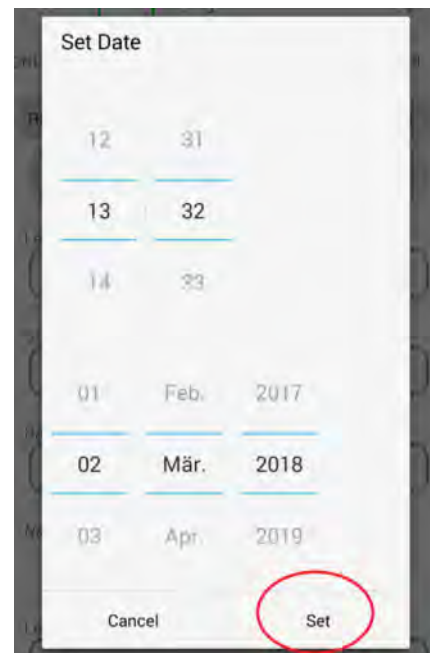 Set Date
12 31
13 32
14 33
01 Feb. 2017
02 Mär. 2018
03 Apr. 2019
Cancel Set